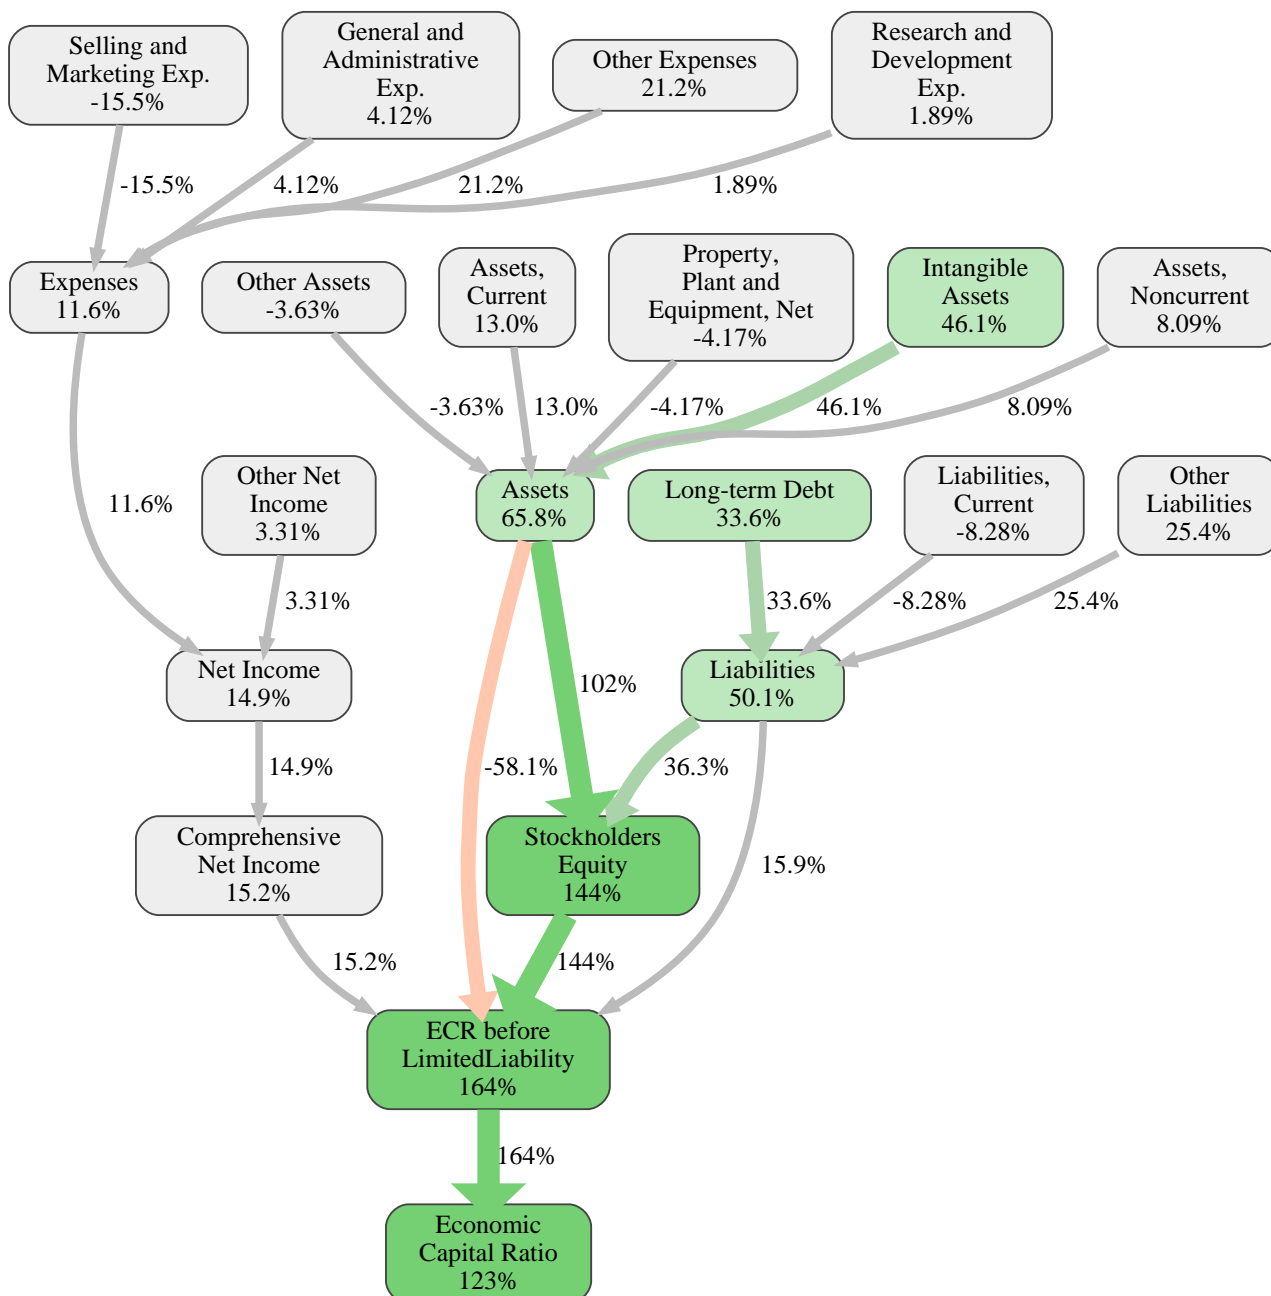 Selling and
Marketing Exp.
-15.5%
General and
Administrative
Exp.
4.12%
Other Expenses
21.2%
Research and
Development
Exp.
1.89%
-15.5%
4.12%
21.2%
1.89%
Expenses
11.6%
Other Assets
-3.63%
Assets,
Current
13.0%
Property,
Plant and
Equipment, Net
-4.17%
Intangible
Assets
46.1%
Assets,
Noncurrent
8.09%
-3.63%
13.0%
-4.17%
46.1%
8.09%
11.6%
Other Net
Income
3.31%
Assets
65.8%
Long-term Debt
33.6%
Liabilities,
Current
-8.28%
Other
Liabilities
25.4%
3.31%
33.6%
-8.28%
25.4%
Net Income
14.9%
102%
Liabilities
50.1%
14.9%
-58.1%
36.3%
Comprehensive
Net Income
15.2%
Stockholders
Equity
144%
15.9%
15.2%
144%
ECR before
LimitedLiability
164%
164%
Economic
Capital Ratio
123%